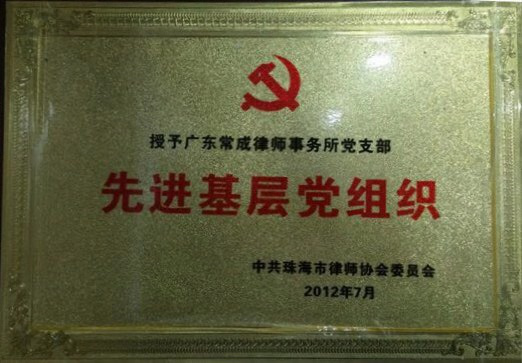 授予广东常成律师事务所党支部
先进基层党组织
中共珠海市律师协会委员会
2012年7月